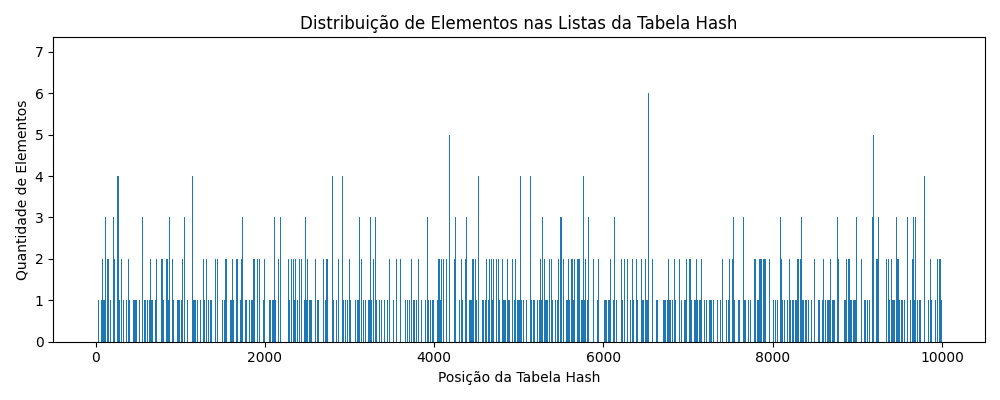 Distribuição de Elementos nas Listas da Tabela Hash
Quantidade de Elementos
7
6
5
4
3
2
1
0
0 2000 4000 6000 8000 10000
Posição da Tabela Hash